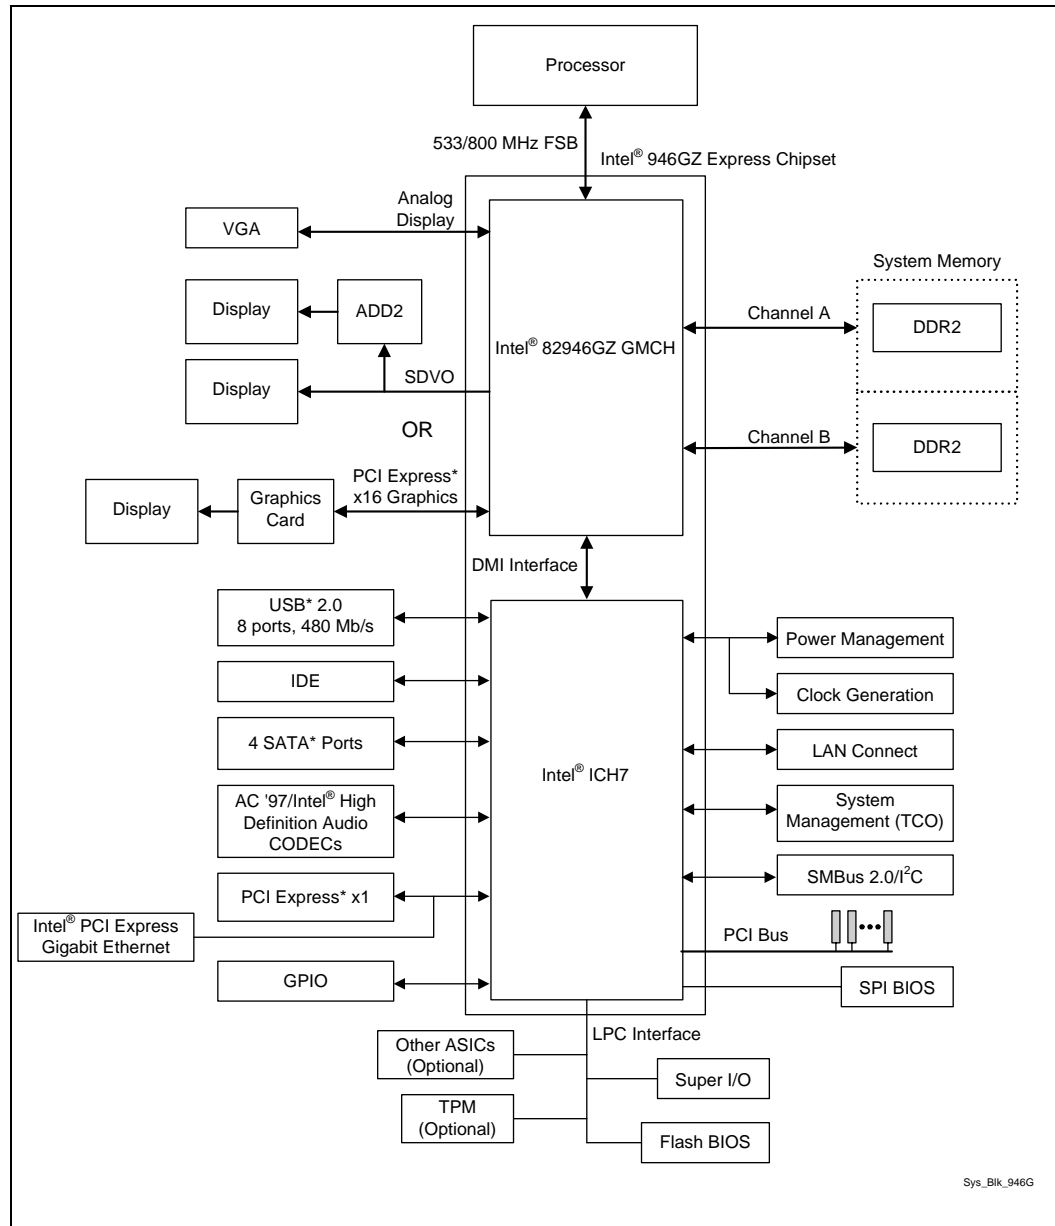 Processor
533/800 MHz FSB
Intel® 946GZ Express Chipset
Analog
Display
VGA
System Memory
Display
ADD2
Channel A
DDR2
Intel® 82946GZ GMCH
Display
SDVO
OR
Channel B
DDR2
PCI Express*
x16 Graphics
Display
Graphics
Card
DMI Interface
USB* 2.0
8 ports, 480 Mb/s
Power Management
IDE
Clock Generation
4 SATA* Ports
LAN Connect
Intel® ICH7
AC '97/Intel® High
Definition Audio
CODECs
System
Management (TCO)
PCI Express* x1
SMBus 2.0/I²C
Intel® PCI Express
Gigabit Ethernet
PCI Bus
GPIO
SPI BIOS
LPC Interface
Other ASICs
(Optional)
Super I/O
TPM
(Optional)
Flash BIOS
Sys_Blk_946G